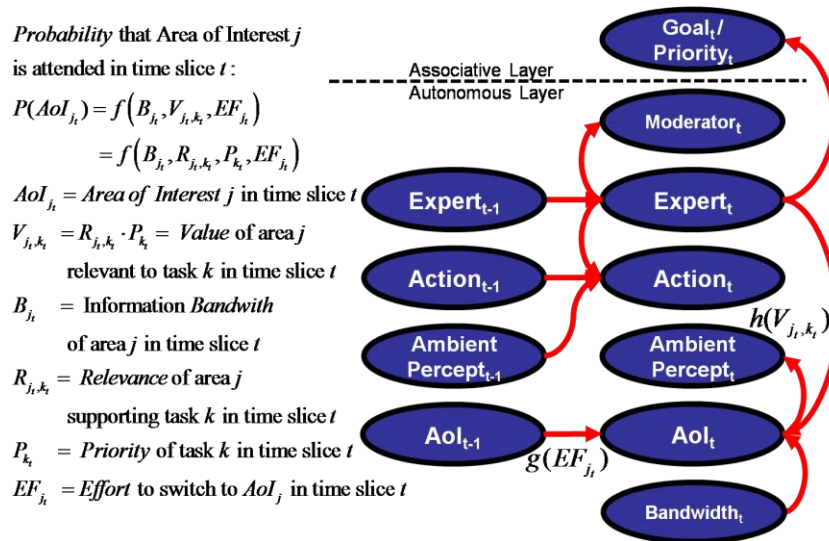 Probability that Area of Interest j
is attended in time slice t :
P(AoI_{j_t}) = f(B_{j_t}, V_{j_t,k_t}, EF_{j_t})
= f(B_{j_t}, R_{j_t,k_t}, P_{k_t}, EF_{j_t})
AoI_{j_t} = Area of Interest j in time slice t
V_{j_t,k_t} = R_{j_t,k_t} · P_{k_t} = Value of area j
relevant to task k in time slice t
B_{j_t} = Information Bandwith
of area j in time slice t
R_{j_t,k_t} = Relevance of area j
supporting task k in time slice t
P_{k_t} = Priority of task k in time slice t
EF_{j_t} = Effort to switch to AoI_j in time slice t
Goal_t/
Priority_t
Associative Layer
Autonomous Layer
Moderator_t
Expert_{t-1}
Expert_t
Action_{t-1}
Action_t
h(V_{j_t,k_t})
Ambient
Percept_{t-1}
Ambient
Percept_t
AoI_{t-1}
AoI_t
g(EF_{j_t})
Bandwidth_t